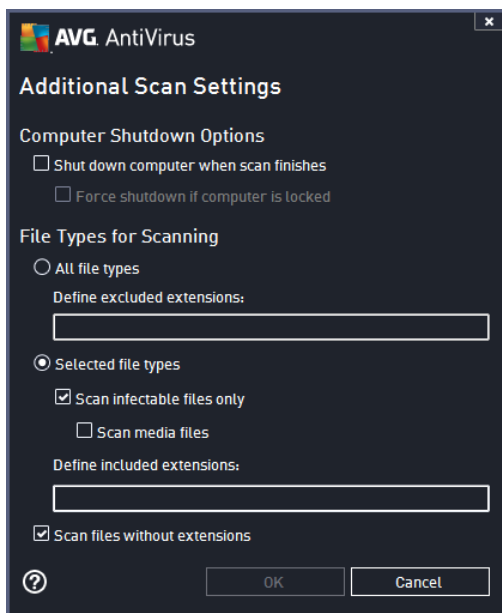 AVG. AntiVirus
Additional Scan Settings
Computer Shutdown Options
Shut down computer when scan finishes
Force shutdown if computer is locked
File Types for Scanning
All file types
Define excluded extensions:
Selected file types
Scan infectable files only
Scan media files
Define included extensions:
Scan files without extensions
OK Cancel